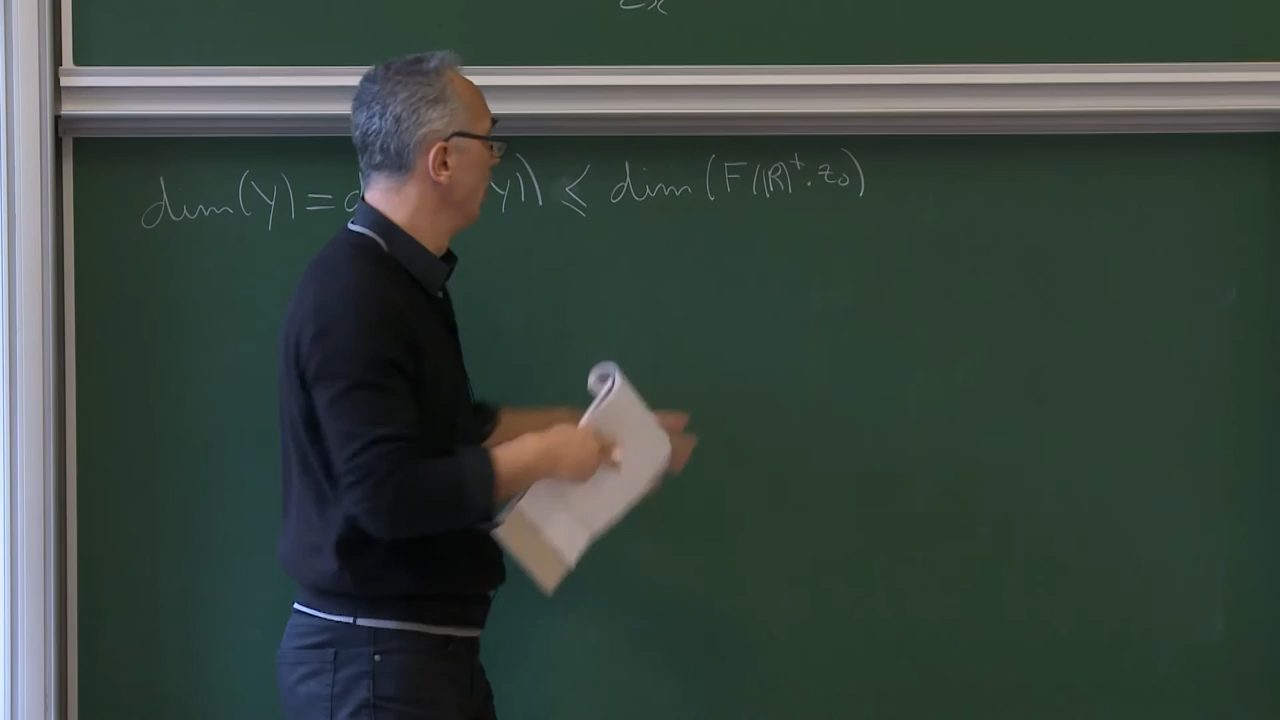 dim(Y) = d y)) ⩽ dim(F(ℝ)⁺.z₀)